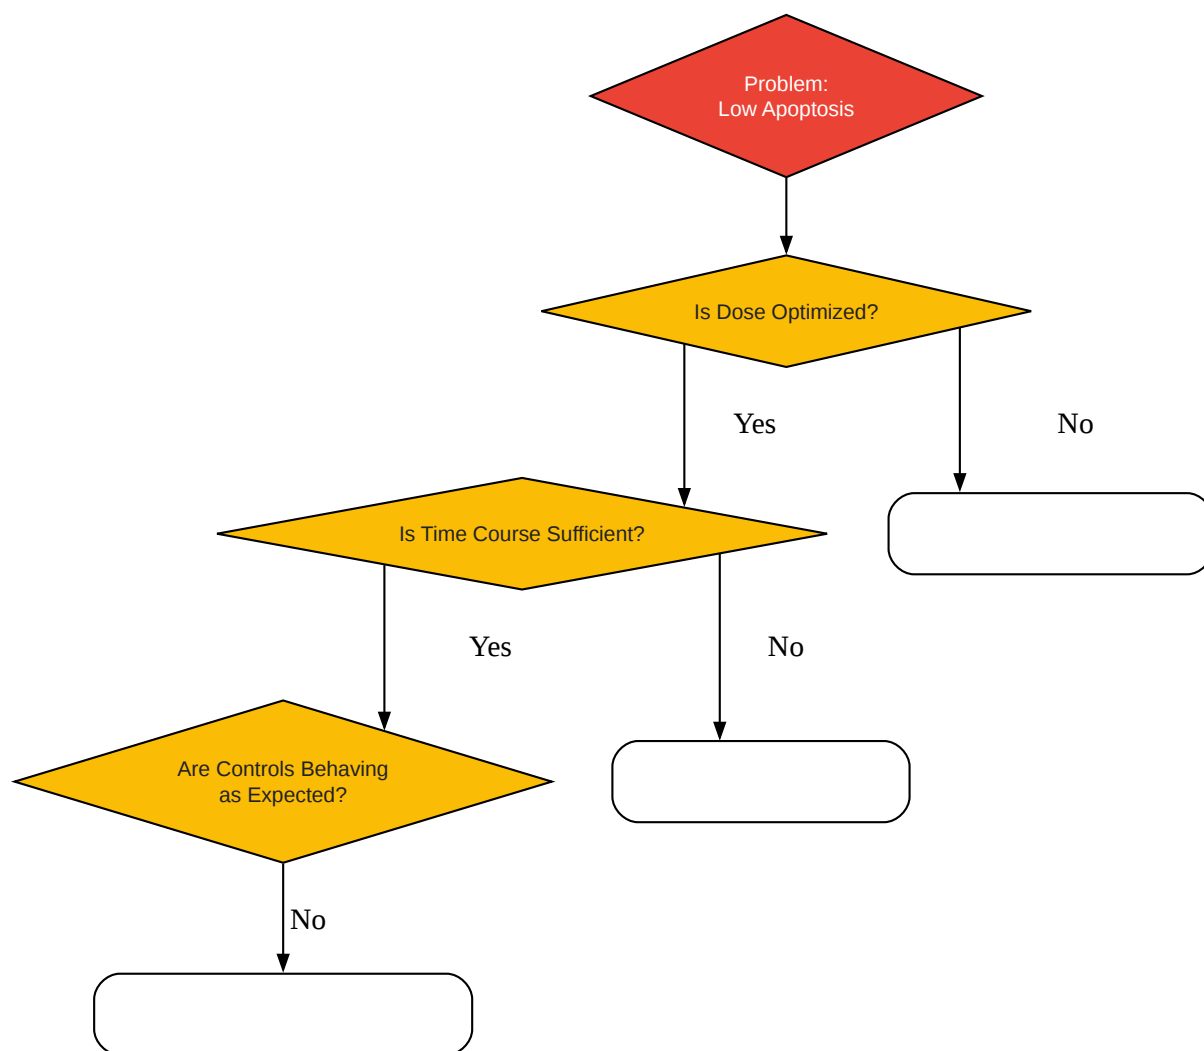 Problem:
Low Apoptosis
Is Dose Optimized?
Yes
No
Is Time Course Sufficient?
Yes
No
Are Controls Behaving
as Expected?
No